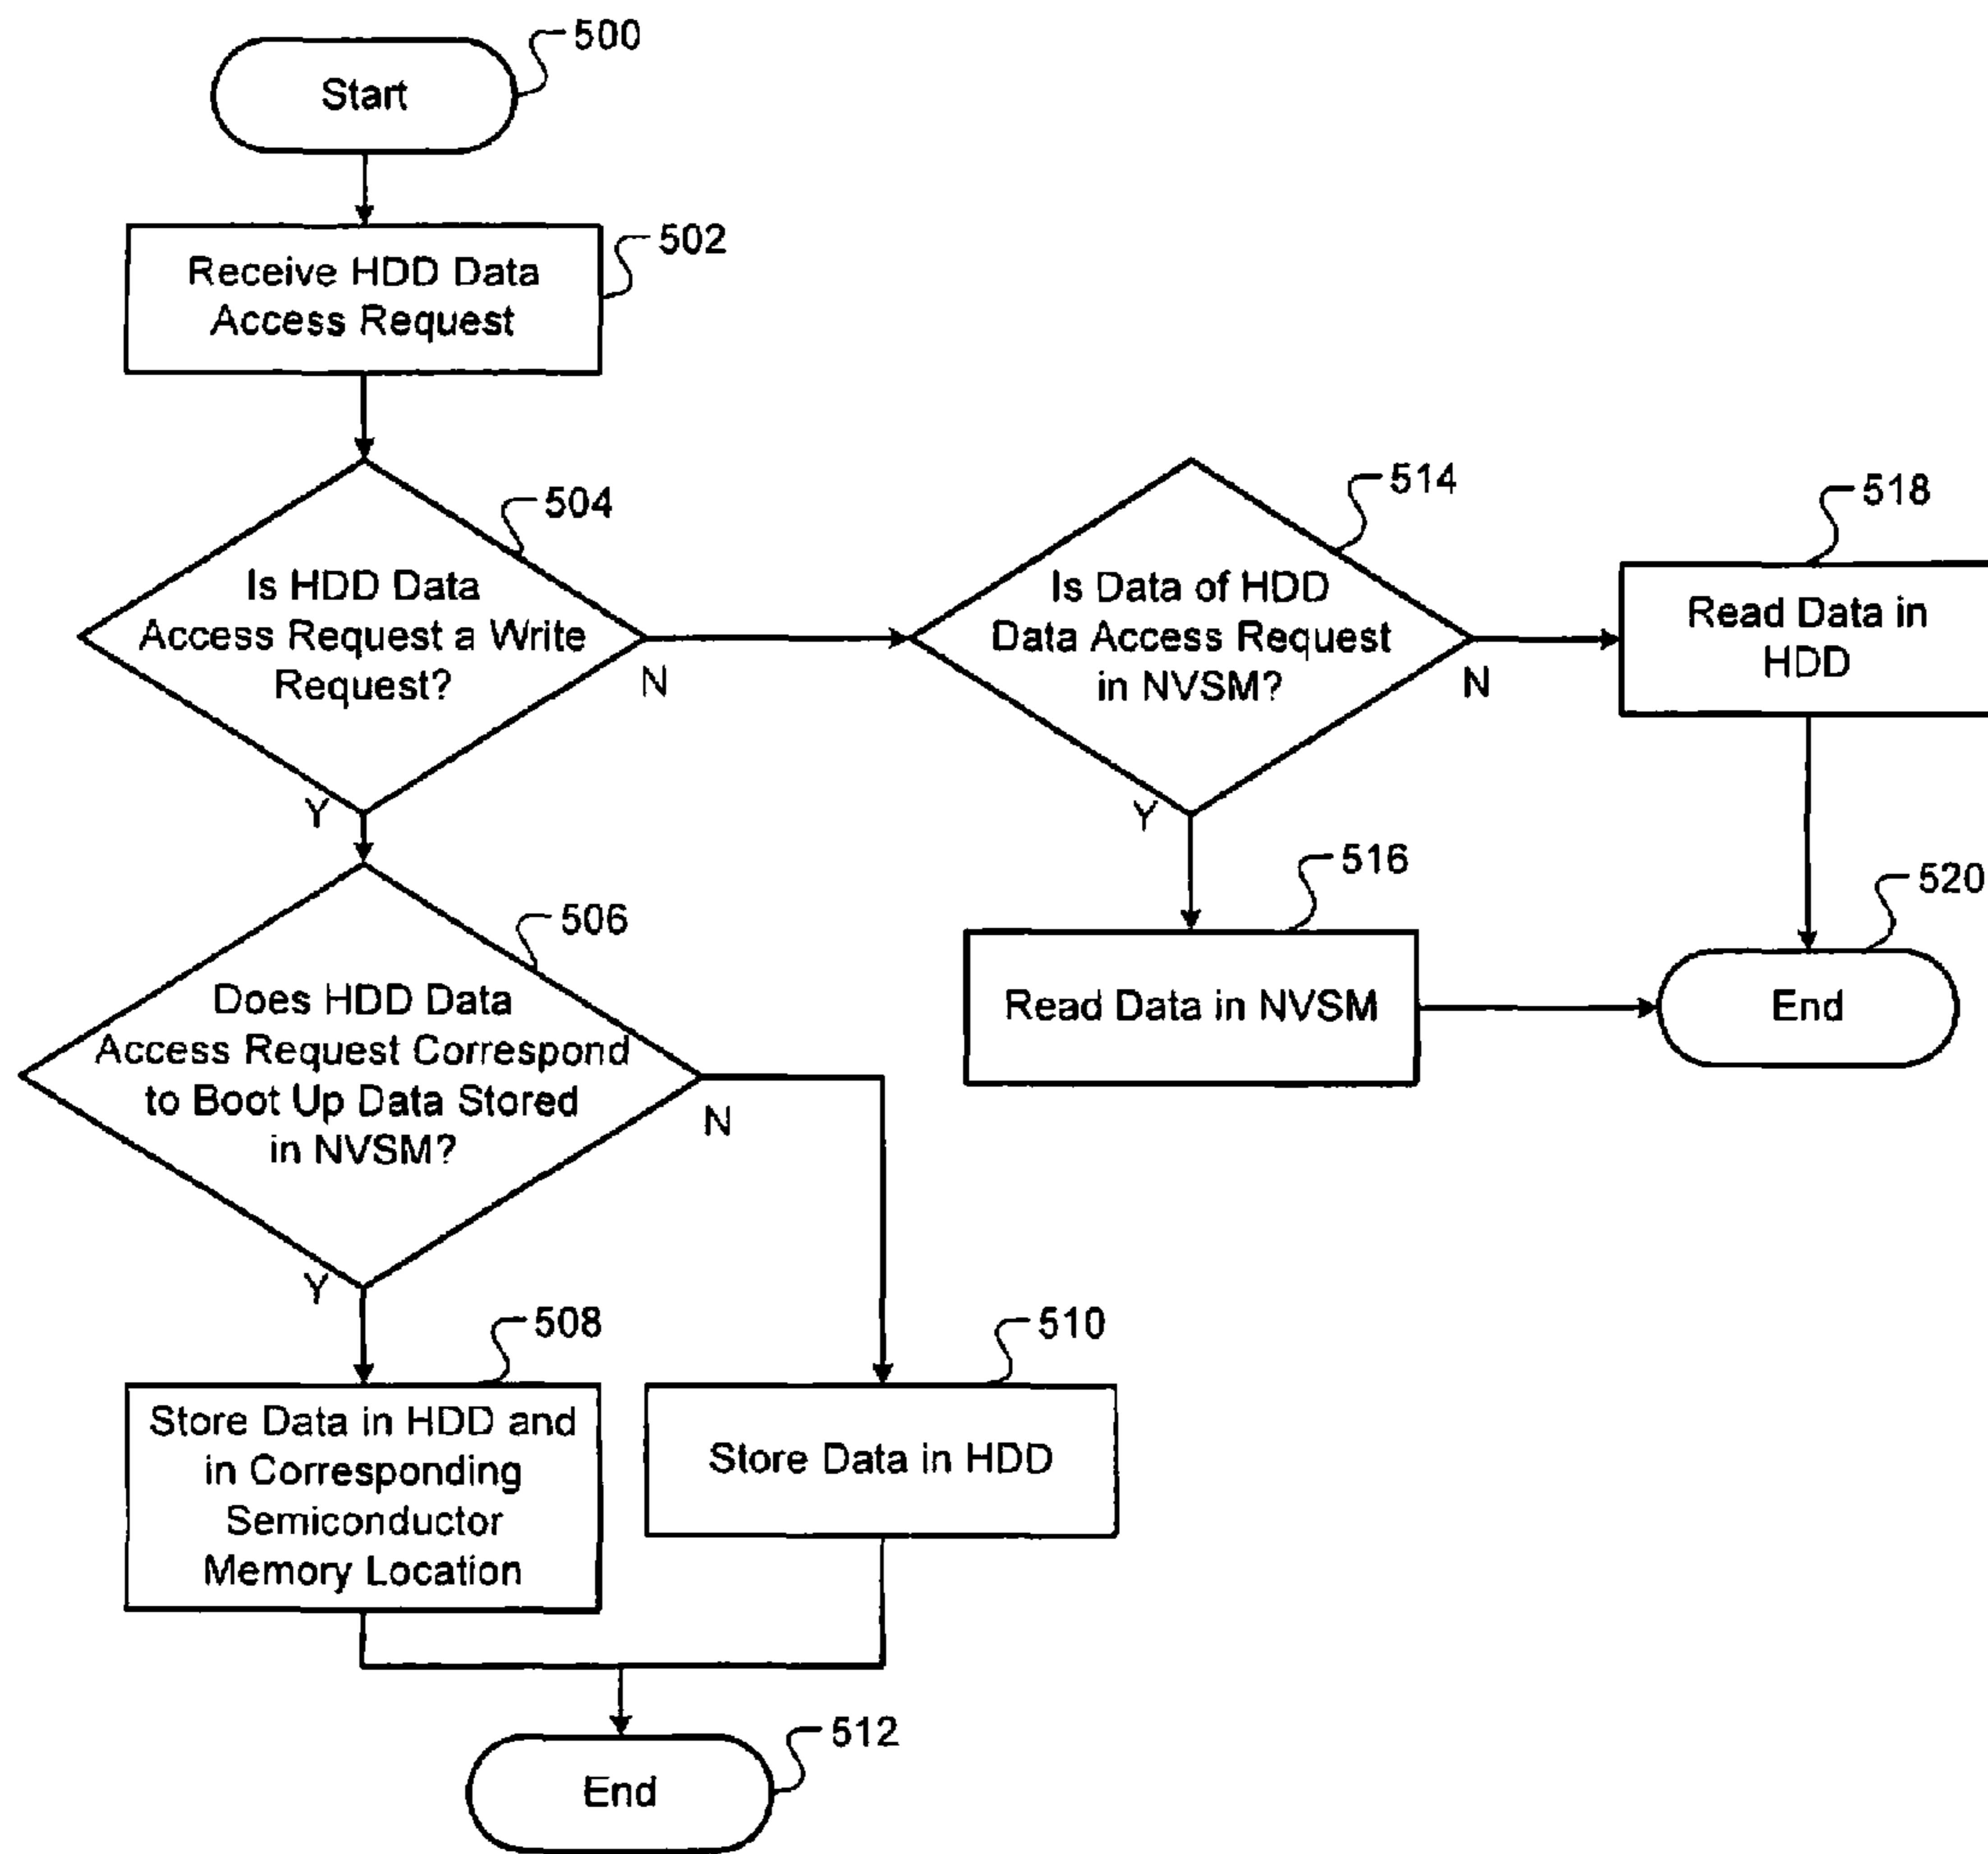 500
Start
502
Receive HDD Data
Access Request
504
Is HDD Data
Access Request a Write
Request?
N
Y
514
Is Data of HDD
Data Access Request
in NVSM?
N
Y
518
Read Data in
HDD
516
Read Data in NVSM
520
End
506
Does HDD Data
Access Request Correspond
to Boot Up Data Stored
in NVSM?
N
Y
508
Store Data in HDD and
in Corresponding
Semiconductor
Memory Location
510
Store Data in HDD
512
End